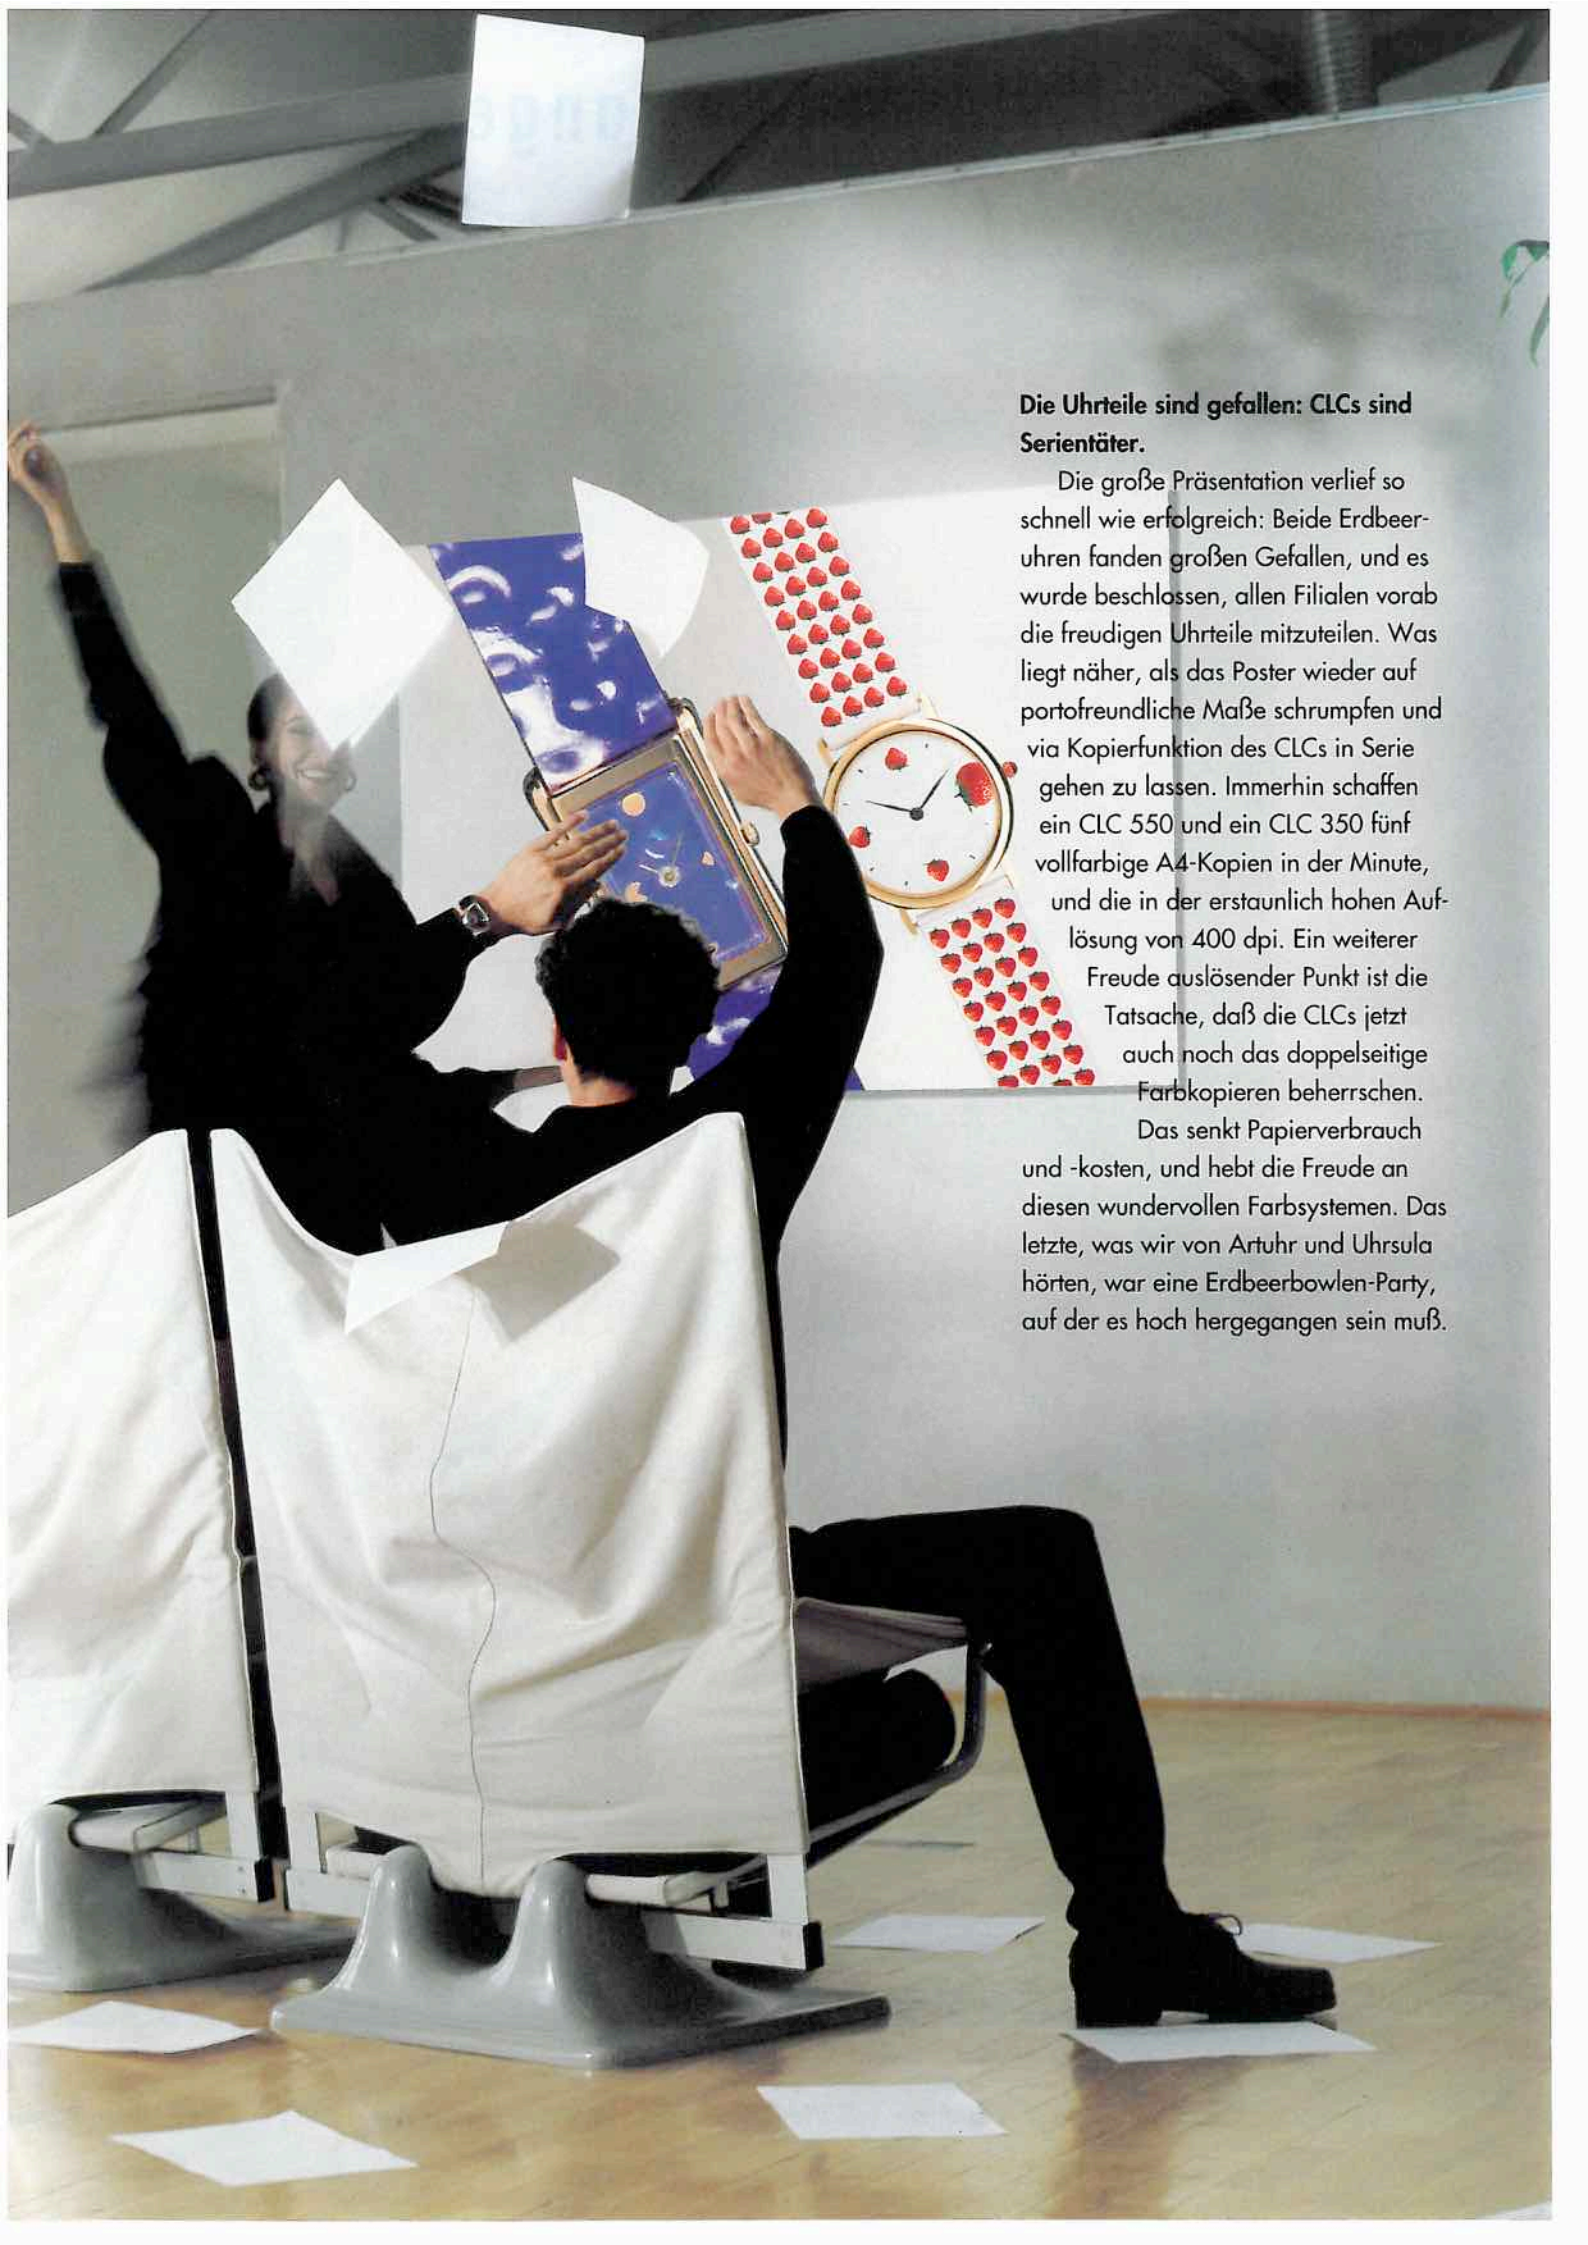 Die Uhrteile sind gefallen: CLCs sind
Serientäter.
Die große Präsentation verlief so
schnell wie erfolgreich: Beide Erdbeer-
uhren fanden großen Gefallen, und es
wurde beschlossen, allen Filialen vorab
die freudigen Uhrteile mitzuteilen. Was
liegt näher, als das Poster wieder auf
portofreundliche Maße schrumpfen und
via Kopierfunktion des CLCs in Serie
gehen zu lassen. Immerhin schaffen
ein CLC 550 und ein CLC 350 fünf
vollfarbige A4-Kopien in der Minute,
und die in der erstaunlich hohen Auf-
lösung von 400 dpi. Ein weiterer
Freude auslösender Punkt ist die
Tatsache, daß die CLCs jetzt
auch noch das doppelseitige
Farbkopieren beherrschen.
Das senkt Papierverbrauch
und -kosten, und hebt die Freude an
diesen wundervollen Farbsystemen. Das
letzte, was wir von Artuhr und Uhrsula
hörten, war eine Erdbeerbowlen-Party,
auf der es hoch hergegangen sein muß.